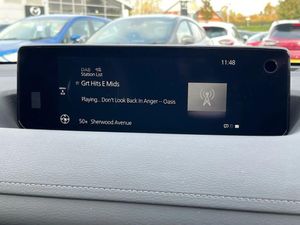 DAB
11:48
Station List
Grt Hits E Mids
Playing... Don't Look Back In Anger – Oasis
50+ Sherwood Avenue